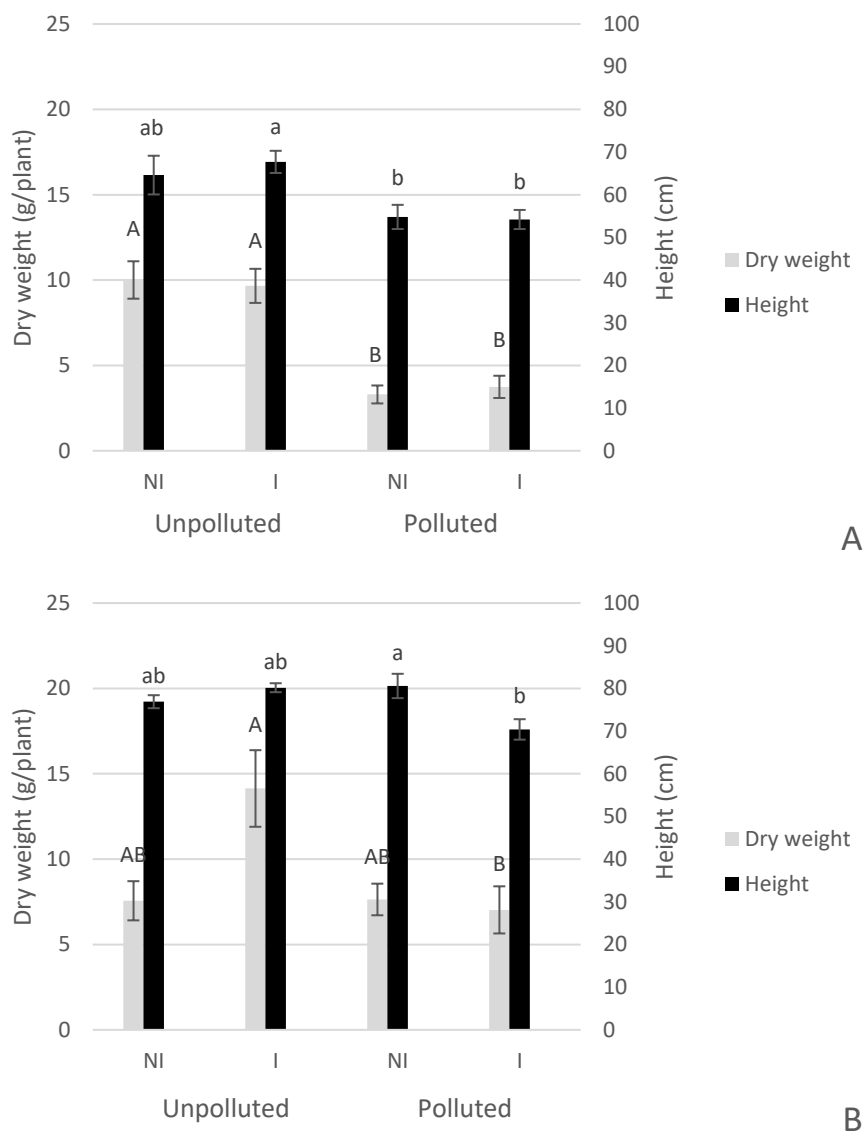 25
20
15
10
5
0
Dry weight (g/plant)
100
90
80
70
60
50
40
30
20
10
0
Height (cm)
ab
a
b
b
A
A
B
B
Dry weight
Height
NI
I
NI
I
Unpolluted
Polluted
A
25
20
15
10
5
0
Dry weight (g/plant)
100
90
80
70
60
50
40
30
20
10
0
Height (cm)
ab
ab
a
b
AB
A
AB
B
Dry weight
Height
NI
I
NI
I
Unpolluted
Polluted
B